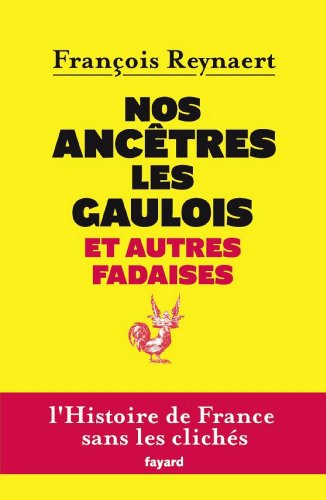 François Reynaert
NOS
ANCÊTRES
LES
GAULOIS
ET AUTRES
FADAISES
l'Histoire de France
sans les clichés
fayard